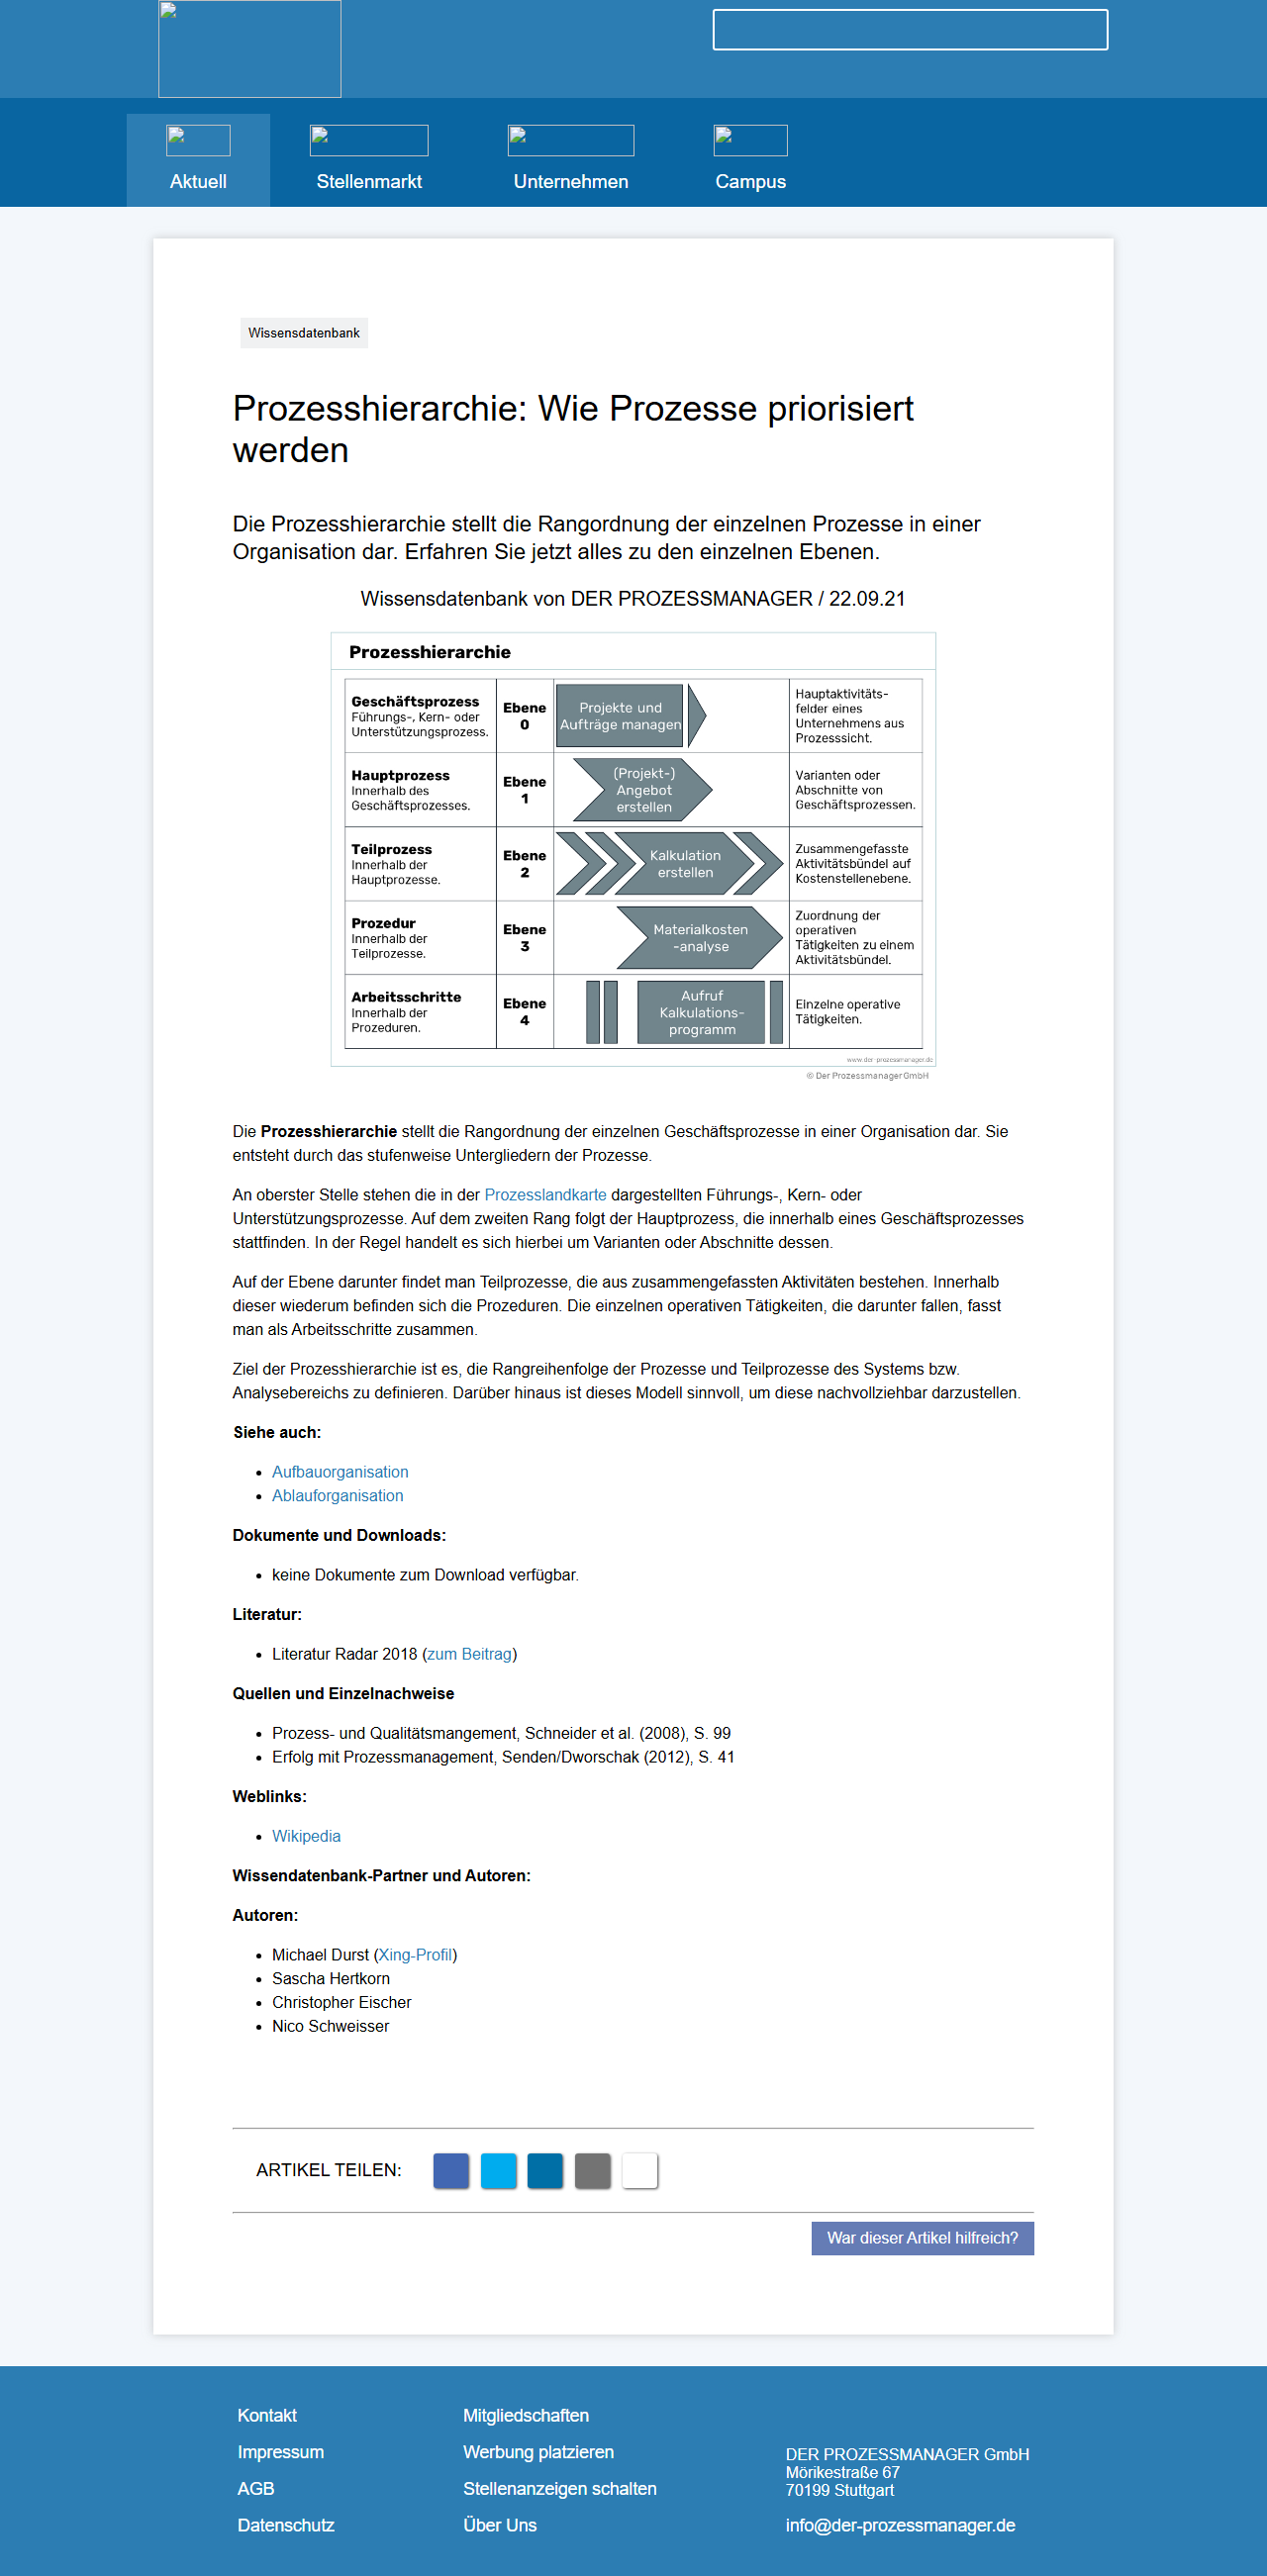 Aktuell
Stellenmarkt
Unternehmen
Campus
Wissensdatenbank
Prozesshierarchie: Wie Prozesse priorisiert
werden
Die Prozesshierarchie stellt die Rangordnung der einzelnen Prozesse in einer
Organisation dar. Erfahren Sie jetzt alles zu den einzelnen Ebenen.
Wissensdatenbank von DER PROZESSMANAGER / 22.09.21
Prozesshierarchie
Geschäftsprozess
Führungs-, Kern- oder
Unterstützungsprozess.
Ebene
0
Projekte und
Aufträge managen
Hauptaktivitäts-
felder eines
Unternehmens aus
Prozesssicht.
Hauptprozess
Innerhalb des
Geschäftsprozesses.
Ebene
1
(Projekt-)
Angebot
erstellen
Varianten oder
Abschnitte von
Geschäftsprozessen.
Teilprozess
Innerhalb der
Hauptprozesse.
Ebene
2
Kalkulation
erstellen
Zusammengefasste
Aktivitätsbündel auf
Kostenstellenebene.
Prozedur
Innerhalb der
Teilprozesse.
Ebene
3
Materialkosten
-analyse
Zuordnung der
operativen
Tätigkeiten zu einem
Aktivitätsbündel.
Arbeitsschritte
Innerhalb der
Prozeduren.
Ebene
4
Aufruf
Kalkulations-
programm
Einzelne operative
Tätigkeiten.
www.der-prozessmanager.de
© Der Prozessmanager GmbH
Die Prozesshierarchie stellt die Rangordnung der einzelnen Geschäftsprozesse in einer Organisation dar. Sie
entsteht durch das stufenweise Untergliedern der Prozesse.
An oberster Stelle stehen die in der Prozesslandkarte dargestellten Führungs-, Kern- oder
Unterstützungsprozesse. Auf dem zweiten Rang folgt der Hauptprozess, die innerhalb eines Geschäftsprozesses
stattfinden. In der Regel handelt es sich hierbei um Varianten oder Abschnitte dessen.
Auf der Ebene darunter findet man Teilprozesse, die aus zusammengefassten Aktivitäten bestehen. Innerhalb
dieser wiederum befinden sich die Prozeduren. Die einzelnen operativen Tätigkeiten, die darunter fallen, fasst
man als Arbeitsschritte zusammen.
Ziel der Prozesshierarchie ist es, die Rangreihenfolge der Prozesse und Teilprozesse des Systems bzw.
Analysebereichs zu definieren. Darüber hinaus ist dieses Modell sinnvoll, um diese nachvollziehbar darzustellen.
Siehe auch:
• Aufbauorganisation
• Ablauforganisation
Dokumente und Downloads:
• keine Dokumente zum Download verfügbar.
Literatur:
• Literatur Radar 2018 (zum Beitrag)
Quellen und Einzelnachweise
• Prozess- und Qualitätsmangement, Schneider et al. (2008), S. 99
• Erfolg mit Prozessmanagement, Senden/Dworschak (2012), S. 41
Weblinks:
• Wikipedia
Wissendatenbank-Partner und Autoren:
Autoren:
• Michael Durst (Xing-Profil)
• Sascha Hertkorn
• Christopher Eischer
• Nico Schweisser
ARTIKEL TEILEN:
War dieser Artikel hilfreich?
Kontakt
Impressum
AGB
Datenschutz
Mitgliedschaften
Werbung platzieren
Stellenanzeigen schalten
Über Uns
DER PROZESSMANAGER GmbH
Mörikestraße 67
70199 Stuttgart
info@der-prozessmanager.de